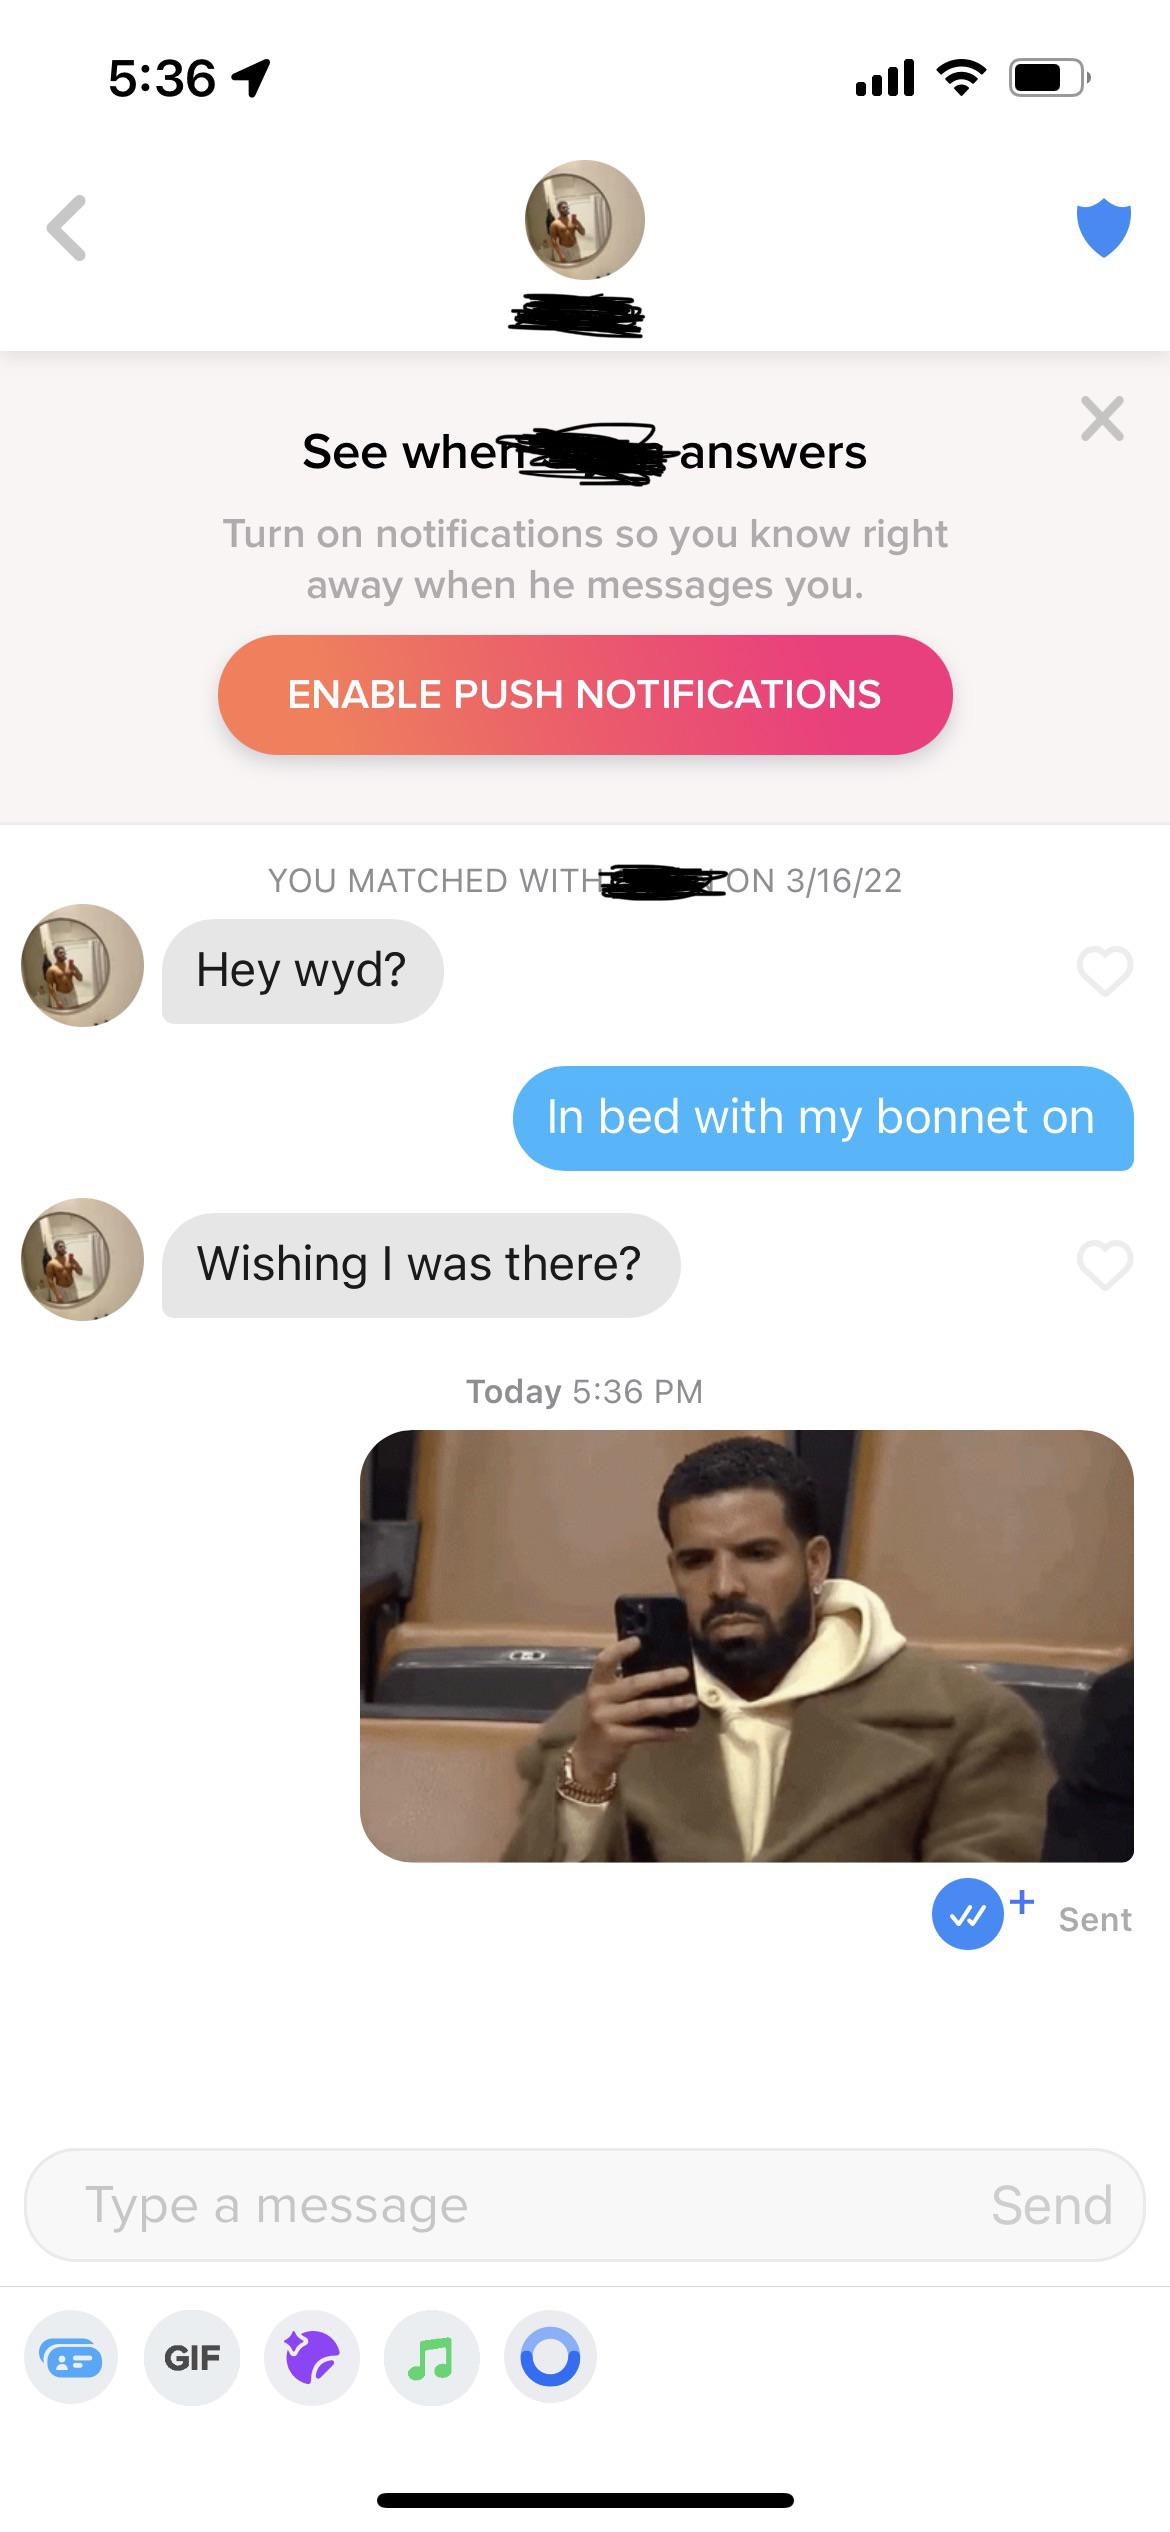 5:36
See when answers
Turn on notifications so you know right
away when he messages you.
ENABLE PUSH NOTIFICATIONS
YOU MATCHED WITH ON 3/16/22
Hey wyd?
In bed with my bonnet on
Wishing I was there?
Today 5:36 PM
Sent
Type a message
Send
GIF